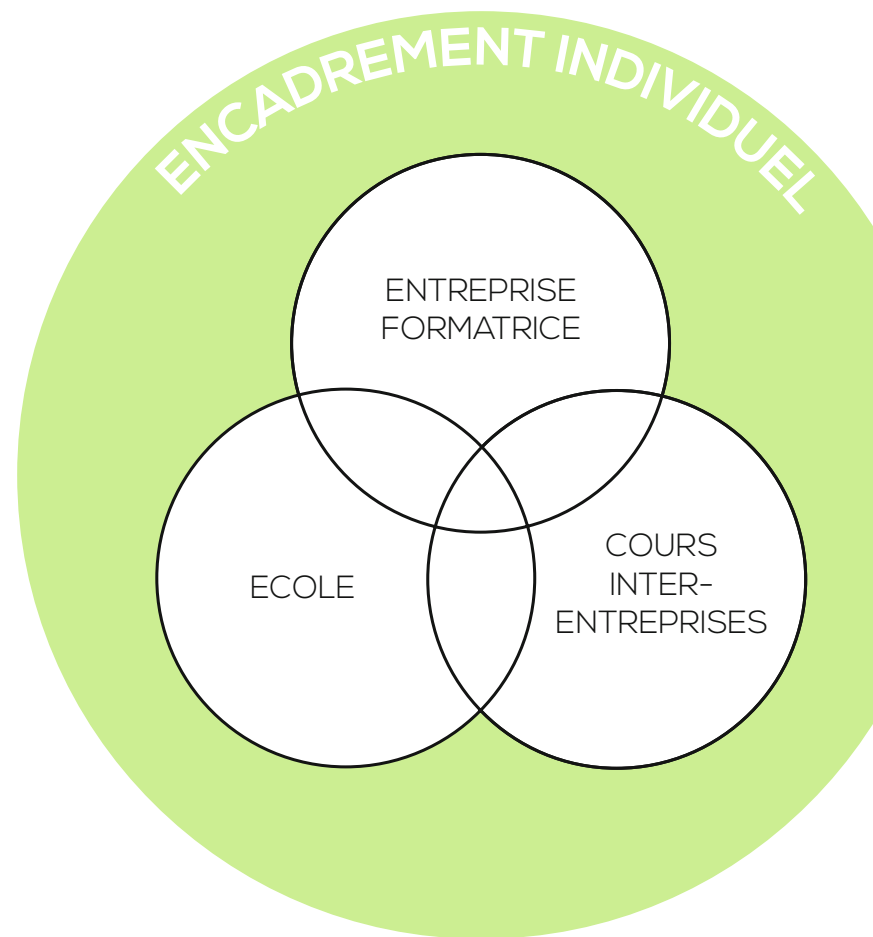 ENCADREMENT INDIVIDUEL
ENTREPRISE
FORMATRICE
ECOLE
COURS
INTER-
ENTREPRISES